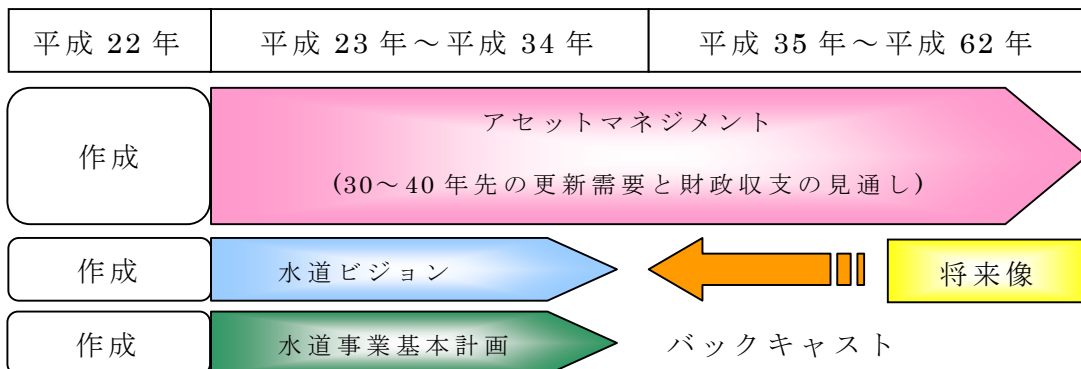 平成 22 年
平成 23 年～平成 34 年
平成 35 年～平成 62 年
作成
アセットマネジメント
(30～40 年先の更新需要と財政収支の見通し)
作成
水道ビジョン
将来像
作成
水道事業基本計画
バックキャスト